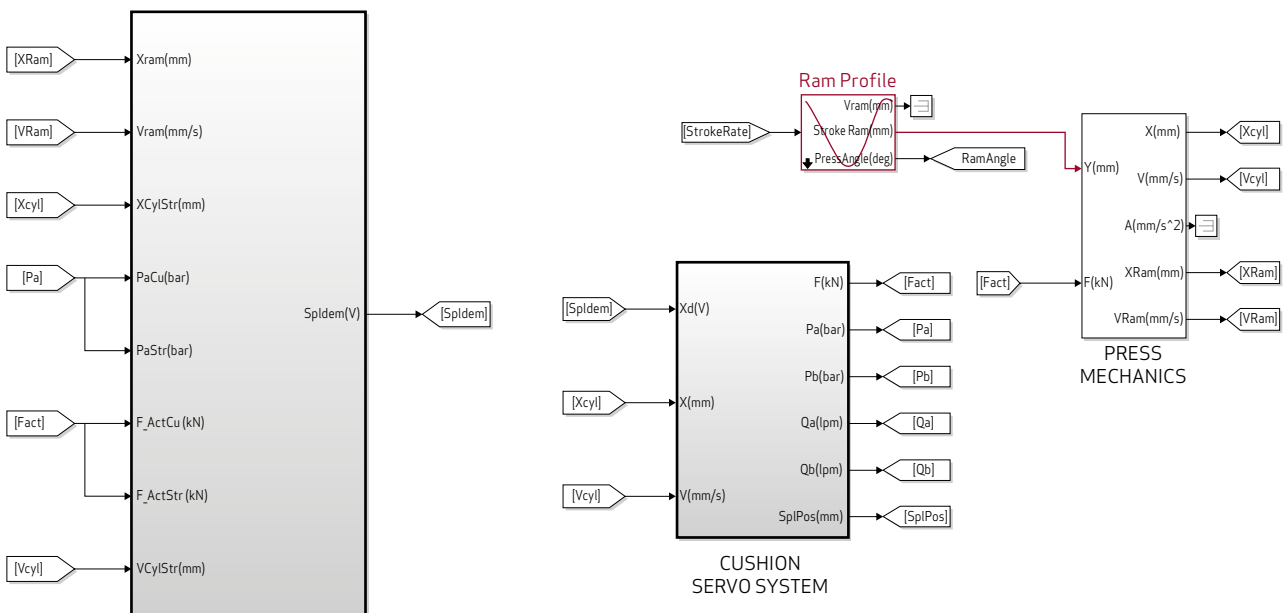 [XRam]
[VRam]
[Xcyl]
[Pa]
[Fact]
[Vcyl]
Xram(mm)
Vram(mm/s)
XCylStr(mm)
PaCu(bar)
PaStr(bar)
F_ActCu (kN)
F_ActStr (kN)
VCylStr(mm)
Spldem(V)
[Spldem]
Ram Profile
[StrokeRate]
Vram(mm)
Stroke Ram(mm)
PressAngle(deg)
RamAngle
[Spldem]
[Xcyl]
[Vcyl]
Xd(V)
X(mm)
V(mm/s)
F(kN)
Pa(bar)
Pb(bar)
Qa(lpm)
Qb(lpm)
SplPos(mm)
[Fact]
[Pa]
[Pb]
[Qa]
[Qb]
[SplPos]
CUSHION
SERVO SYSTEM
[Fact]
Y(mm)
F(kN)
X(mm)
V(mm/s)
A(mm/s^2)
XRam(mm)
VRam(mm/s)
[Xcyl]
[Vcyl]
[XRam]
[VRam]
PRESS
MECHANICS